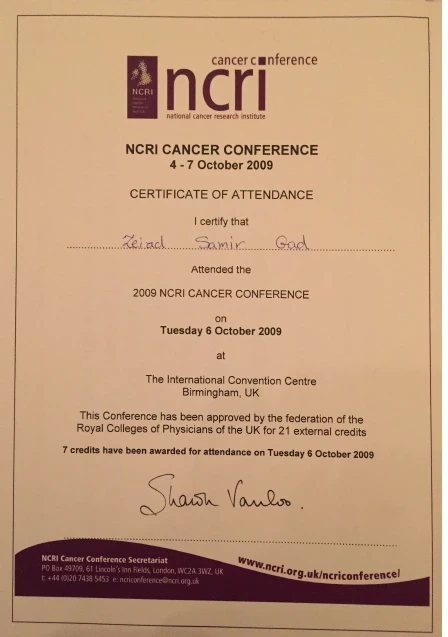 cancer conference
NCRI
ncri
national cancer research institute
NCRI CANCER CONFERENCE
4 - 7 October 2009
CERTIFICATE OF ATTENDANCE
I certify that
Zeiad Samir Gad
Attended the
2009 NCRI CANCER CONFERENCE
on
Tuesday 6 October 2009
at
The International Convention Centre
Birmingham, UK
This Conference has been approved by the federation of the
Royal Colleges of Physicians of the UK for 21 external credits
7 credits have been awarded for attendance on Tuesday 6 October 2009
Sharon
NCRI Cancer Conference Secretariat
PO Box 49709, 61 Lincoln's Inn Fields, London, WC2A 3WZ, UK
t: +44 (0)20 7438 5453 e: ncriconference@ncri.org.uk
www.ncri.org.uk/ncriconference/